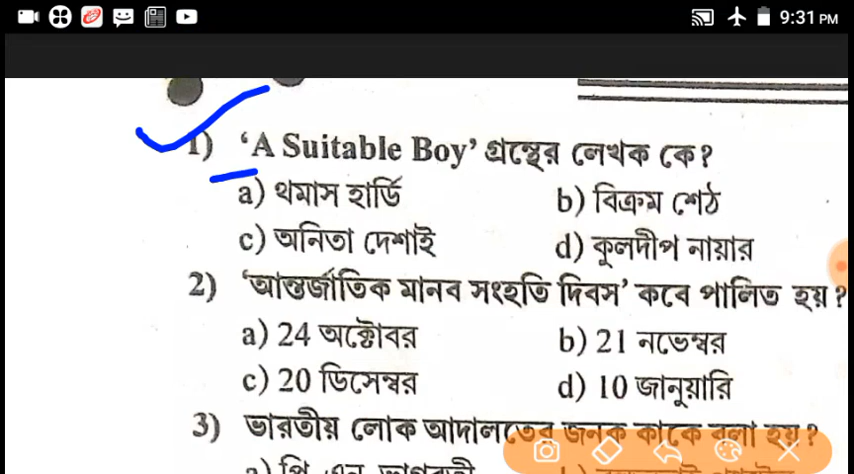 9:31 PM
1) 'A Suitable Boy' গ্রন্থের লেখক কে?
a) থমাস হার্ডি b) বিক্রম শেঠ
c) অনিতা দেশাই d) কুলদীপ নায়ার
2) 'আন্তর্জাতিক মানব সংহতি দিবস' কবে পালিত হয়?
a) 24 অক্টোবর b) 21 নভেম্বর
c) 20 ডিসেম্বর d) 10 জানুয়ারি
3) ভারতীয় লোক আদালতের জনক কাকে বলা হয়?